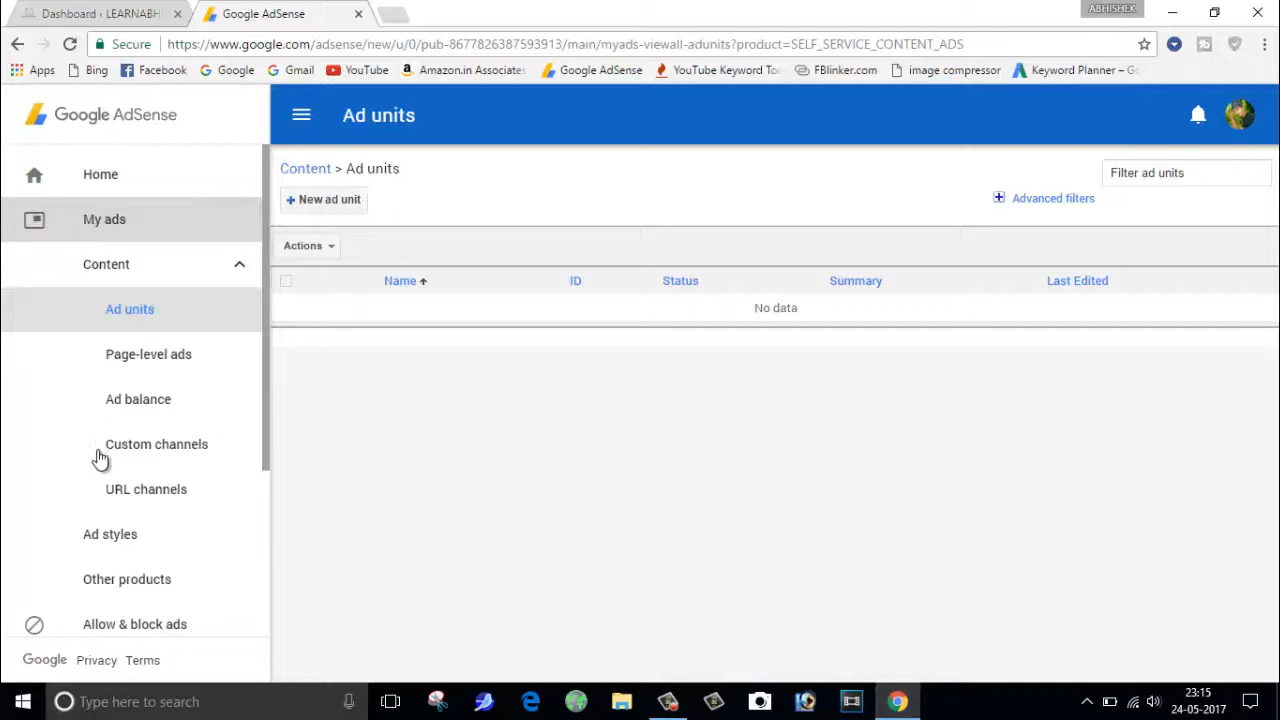 Dashboard ‹ LEARNABH
Google AdSense
ABHISHEK
Secure
https://www.google.com/adsense/new/u/0/pub-8677826387593913/main/myads-viewall-adunits?product=SELF_SERVICE_CONTENT_ADS
Apps Bing Facebook Google Gmail YouTube Amazon.in Associates Google AdSense YouTube Keyword To FBlinker.com image compressor Keyword Planner – Go
Google AdSense
Ad units
Home
My ads
Content
Ad units
Page-level ads
Ad balance
Custom channels
URL channels
Ad styles
Other products
Allow & block ads
Google Privacy Terms
Content > Ad units
Filter ad units
+ New ad unit
Advanced filters
Actions
Name ID Status Summary Last Edited
No data
Type here to search
23:15
24-05-2017